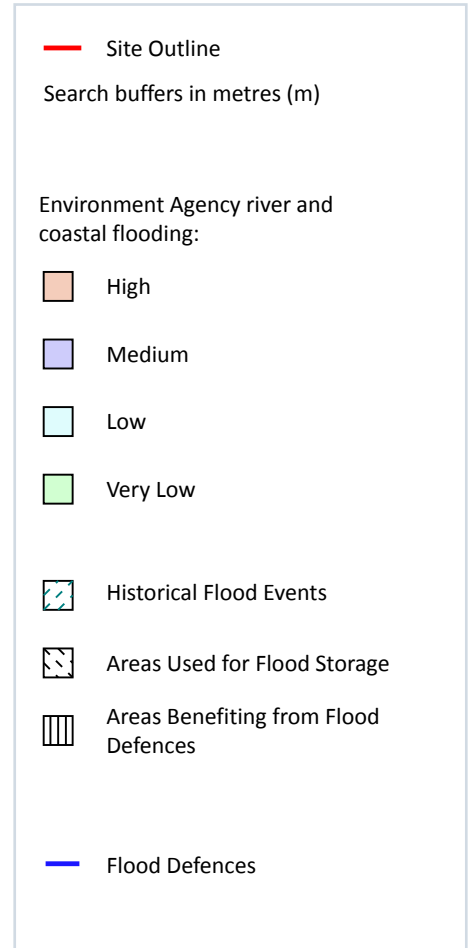 Site Outline
Search buffers in metres (m)
Environment Agency river and
coastal flooding:
High
Medium
Low
Very Low
Historical Flood Events
Areas Used for Flood Storage
Areas Benefiting from Flood
Defences
Flood Defences